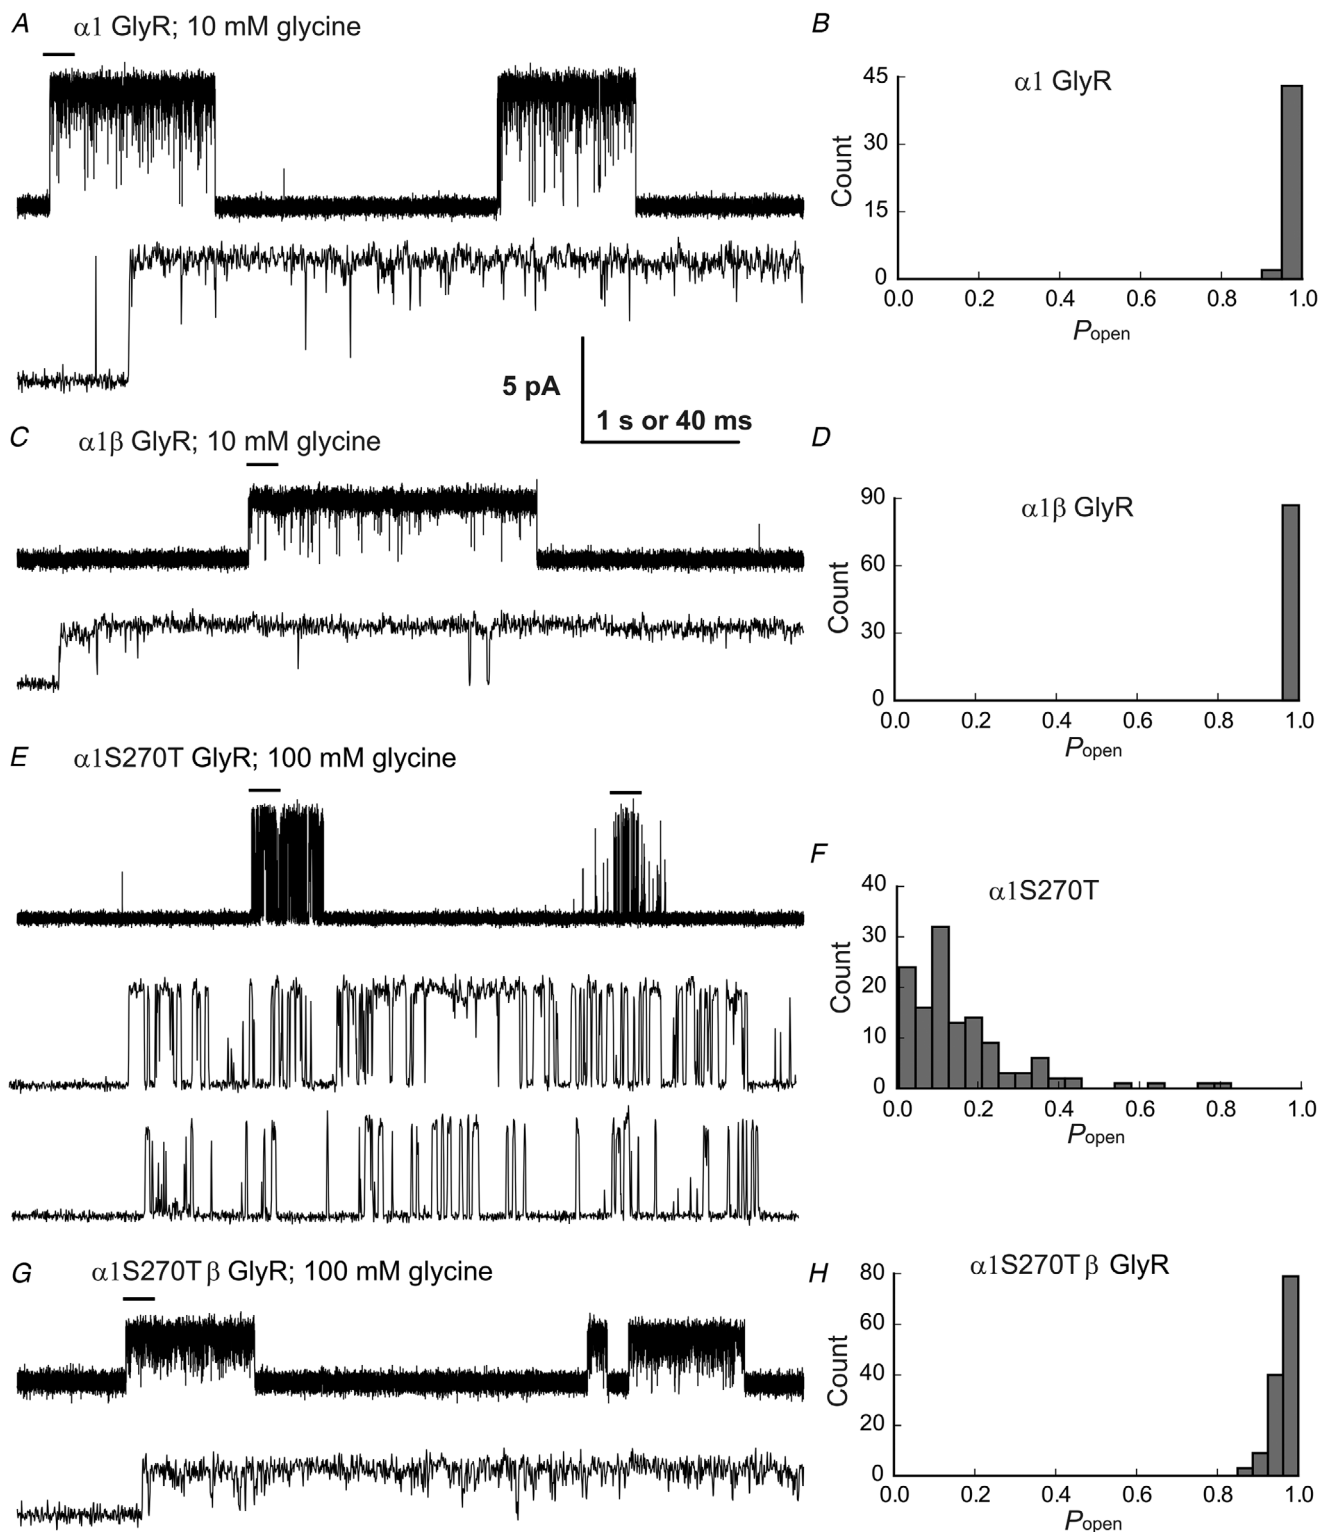 A α1 GlyR; 10 mM glycine
5 pA
1 s or 40 ms
B
α1 GlyR
45
30
15
0
Count
0.0 0.2 0.4 0.6 0.8 1.0
Popen
C α1β GlyR; 10 mM glycine
D
α1β GlyR
90
60
30
0
Count
0.0 0.2 0.4 0.6 0.8 1.0
Popen
E α1S270T GlyR; 100 mM glycine
F
α1S270T
40
30
20
10
0
Count
0.0 0.2 0.4 0.6 0.8 1.0
Popen
G α1S270T β GlyR; 100 mM glycine
H
α1S270T β GlyR
80
60
40
20
0
Count
0.0 0.2 0.4 0.6 0.8 1.0
Popen